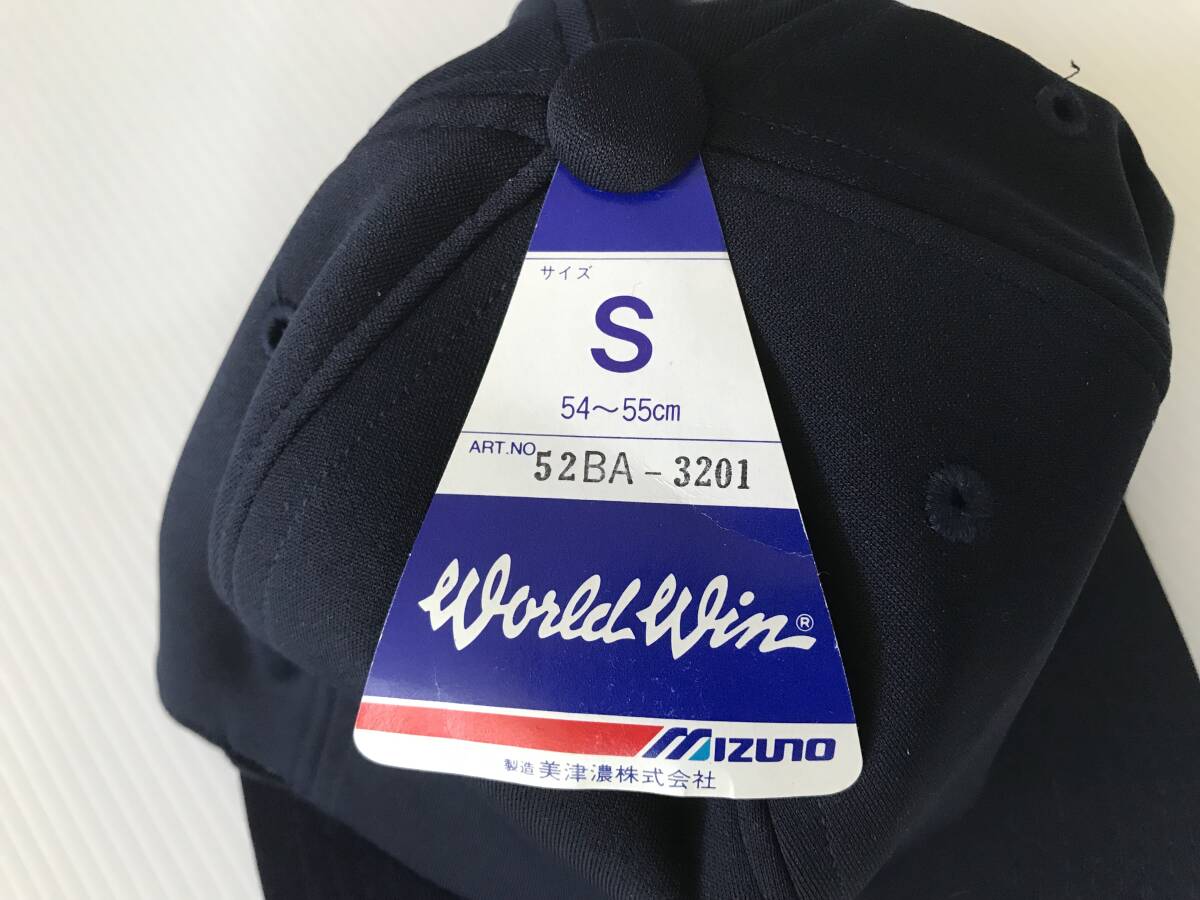 サイズ
S
54～55cm
ART.NO 52BA-3201
World Win®
MIZUNO
製造 美津濃株式会社